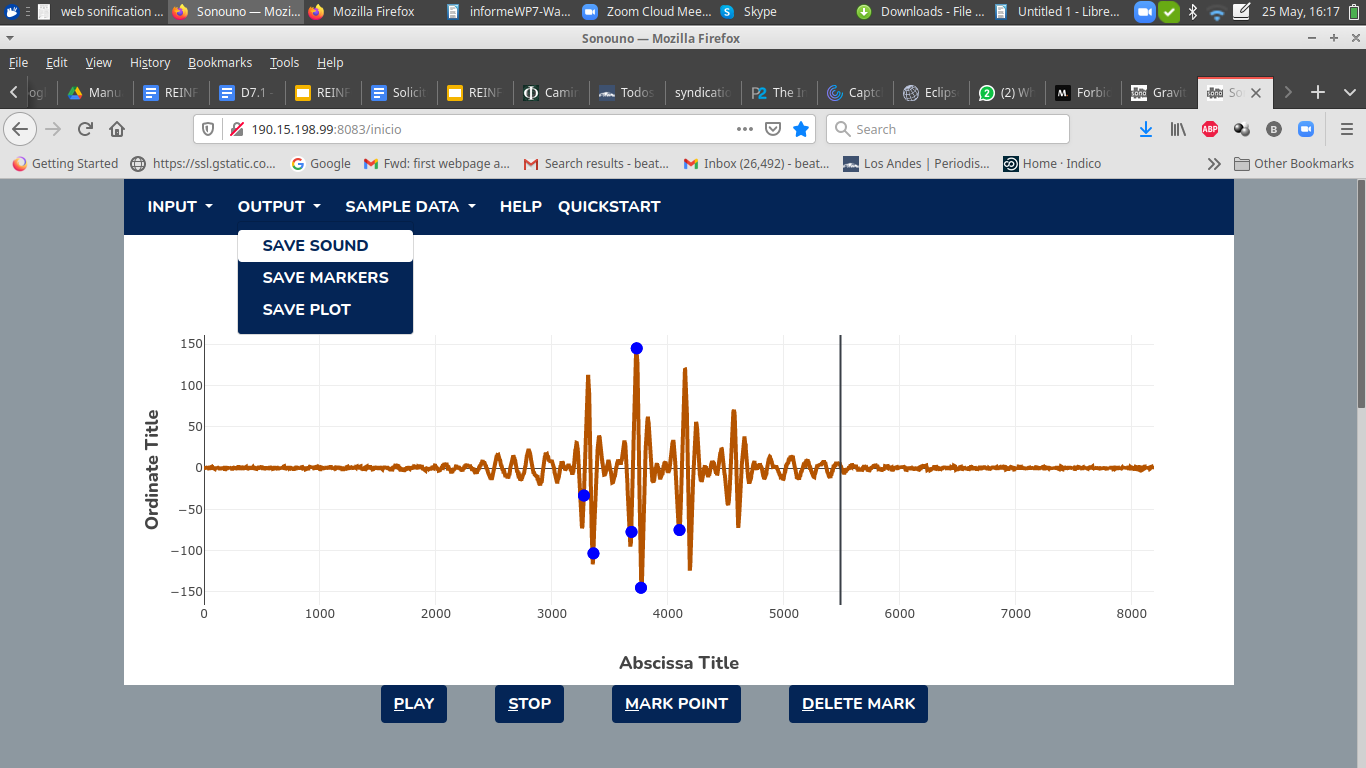 web sonification ... Sonouno — Mozi... Mozilla Firefox informeWP7-Wa... Zoom Cloud Mee... Skype Downloads - File ... Untitled 1 - Libre... 25 May, 16:17
Sonouno — Mozilla Firefox
File Edit View History Bookmarks Tools Help
Manu REINF D7.1 - REINF Solicit REINF Camin Todos syndicatio The In Captc Eclips (2) Wh Forbic Gravit So
190.15.198.99:8083/inicio Search
Getting Started https://ssl.gstatic.co... Google Fwd: first webpage a... Search results - beat... Inbox (26,492) - beat... Los Andes | Periodis... Home · Indico Other Bookmarks
INPUT OUTPUT SAMPLE DATA HELP QUICKSTART
SAVE SOUND
SAVE MARKERS
SAVE PLOT
150
100
50
0
−50
−100
−150
Ordinate Title
0 1000 2000 3000 4000 5000 6000 7000 8000
Abscissa Title
PLAY STOP MARK POINT DELETE MARK